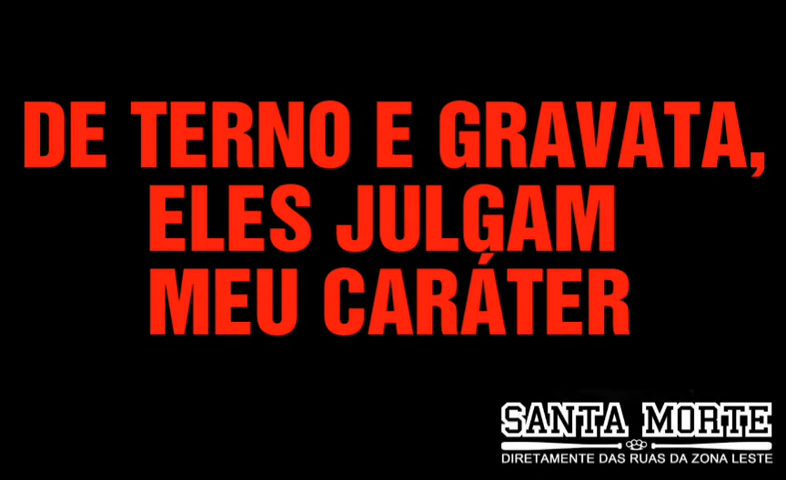 DE TERNO E GRAVATA,
ELES JULGAM
MEU CARÁTER
SANTA MORTE
DIRETAMENTE DAS RUAS DA ZONA LESTE